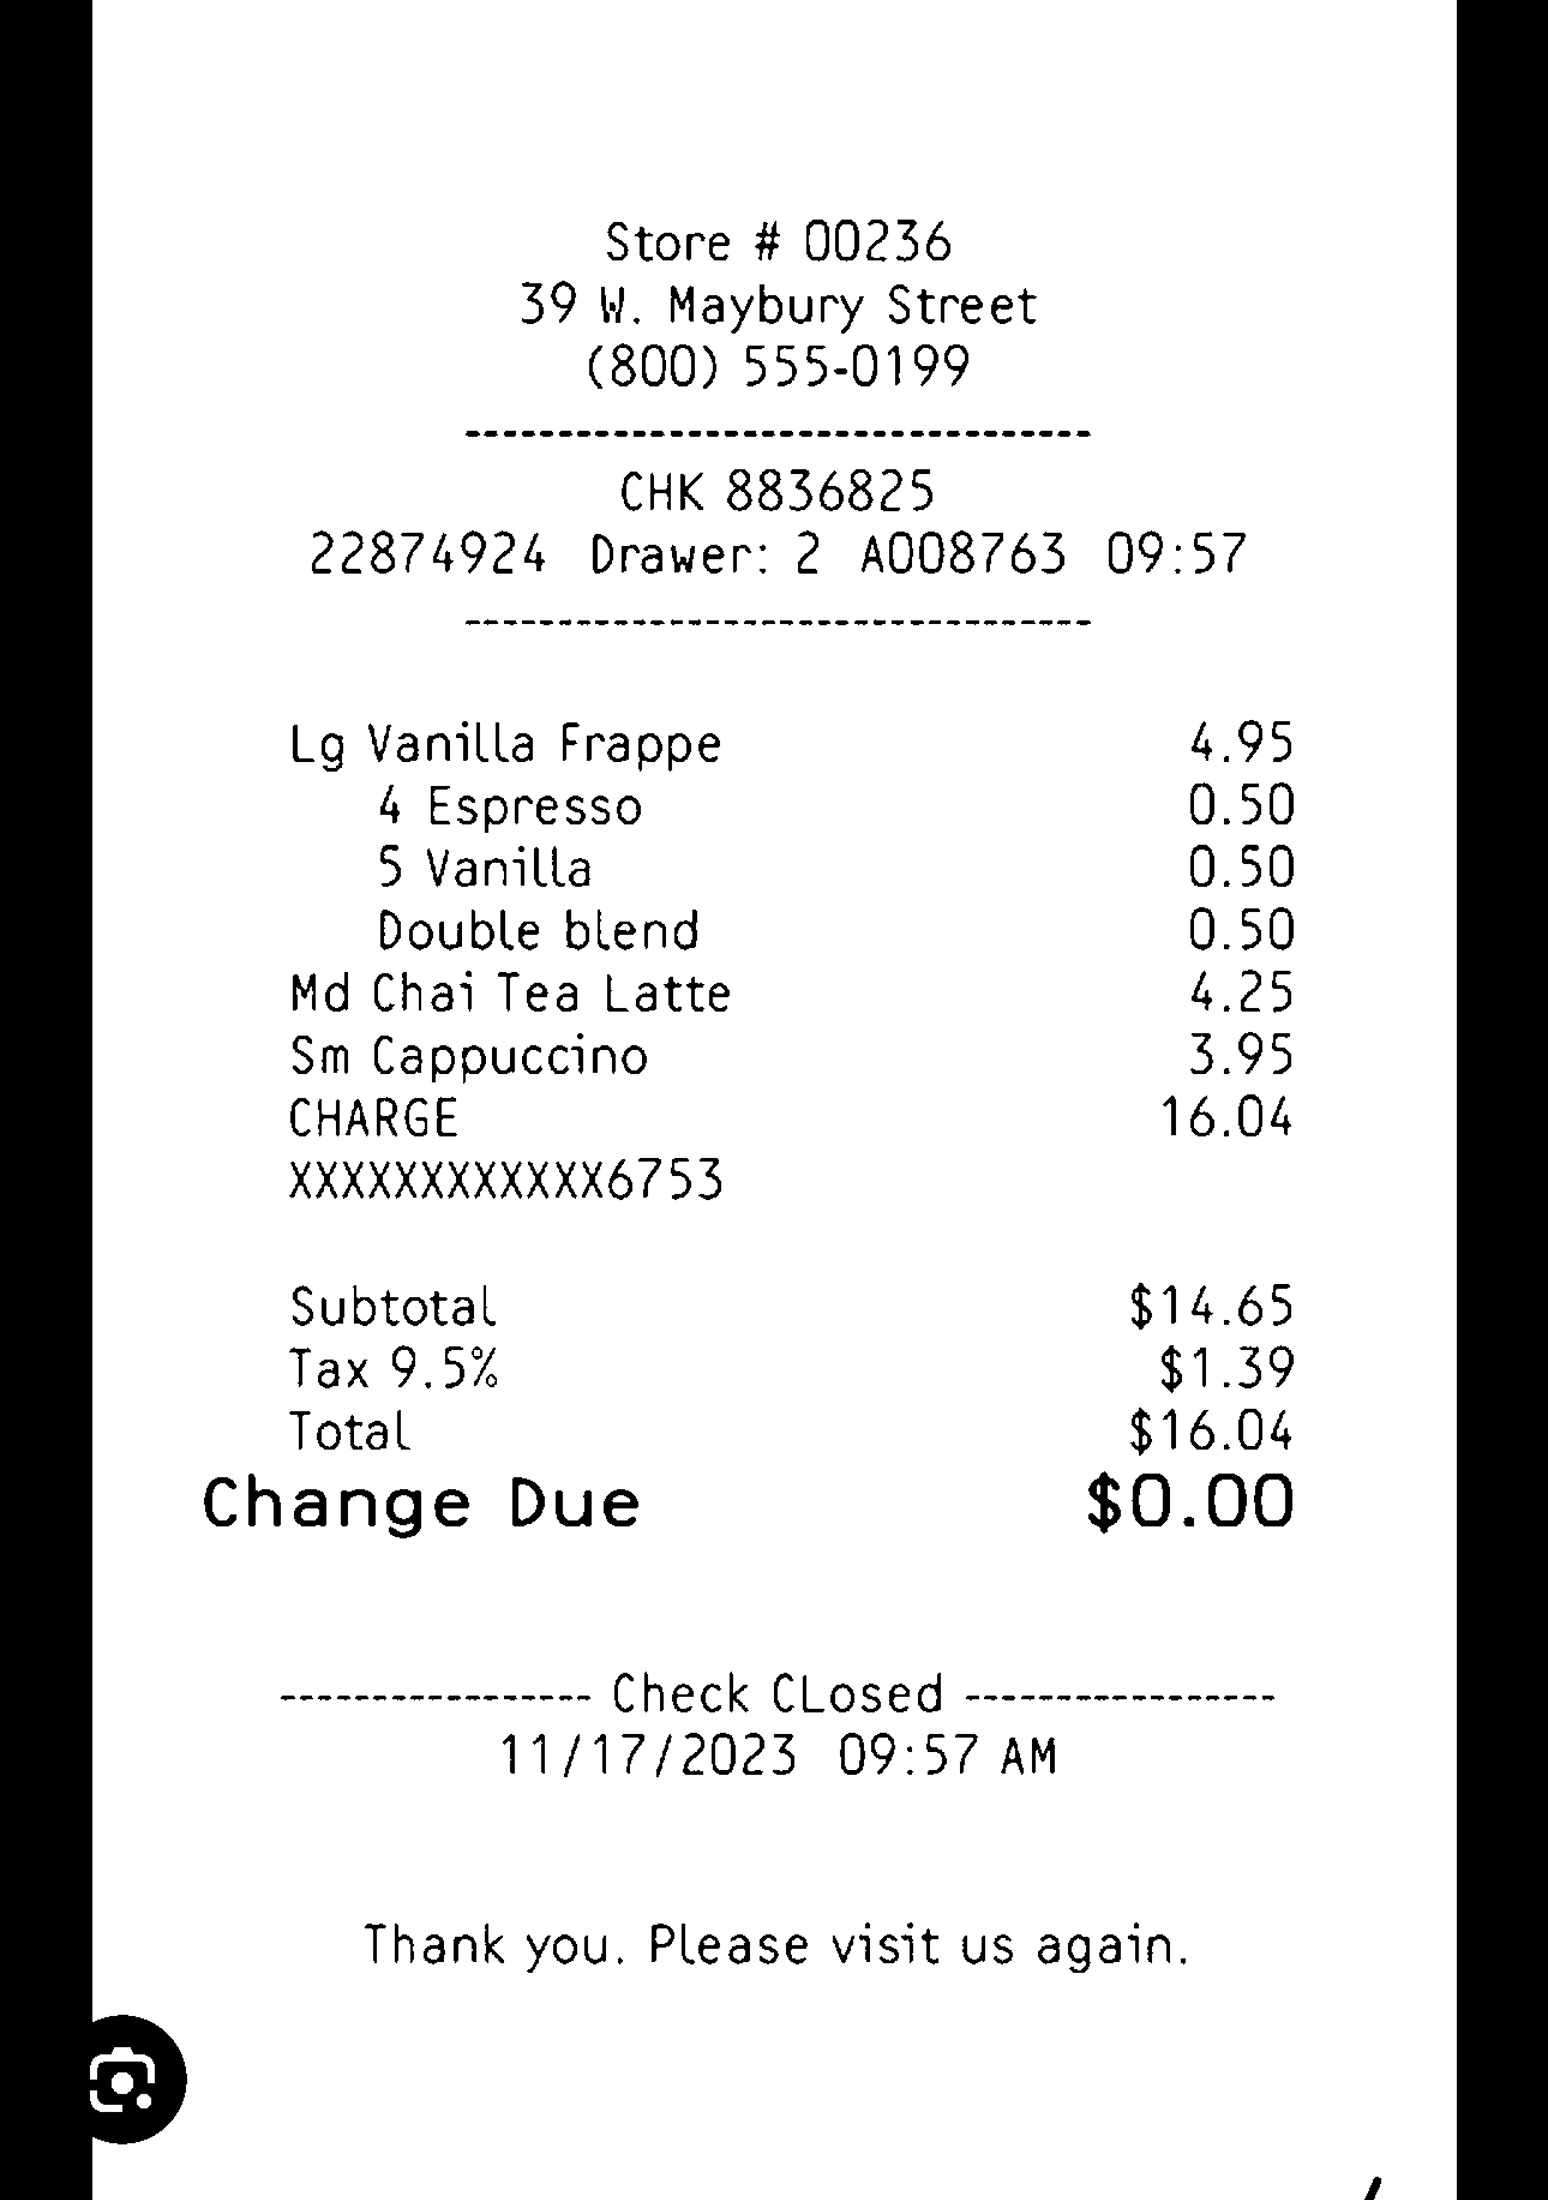 Store # 00236
39 W. Maybury Street
(800) 555-0199
----------------------------------
CHK 8836825
22874924 Drawer: 2 A008763 09:57
----------------------------------
Lg Vanilla Frappe 4.95
4 Espresso 0.50
5 Vanilla 0.50
Double blend 0.50
Md Chai Tea Latte 4.25
Sm Cappuccino 3.95
CHARGE 16.04
XXXXXXXXXXXX6753
Subtotal $14.65
Tax 9.5% $1.39
Total $16.04
Change Due $0.00
----------------- Check CLosed -----------------
11/17/2023 09:57 AM
Thank you. Please visit us again.